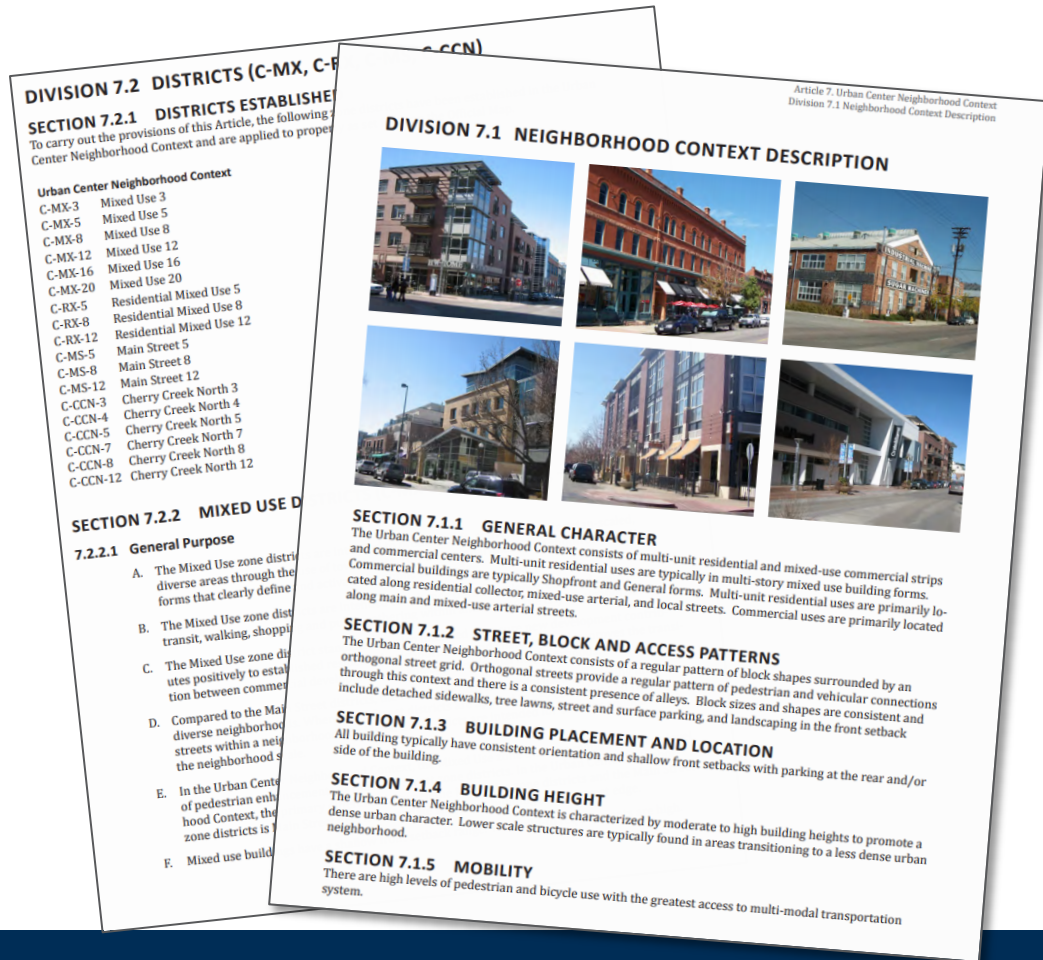 DIVISION 7.2 DISTRICTS (C-MX, C-
CCN)
SECTION 7.2.1 DISTRICTS ESTABLISHE
To carry out the provisions of this Article, the following
Center Neighborhood Context and are applied to proper
Urban Center Neighborhood Context
C-MX-3 Mixed Use 3
C-MX-5 Mixed Use 5
C-MX-8 Mixed Use 8
C-MX-12 Mixed Use 12
C-MX-16 Mixed Use 16
C-MX-20 Mixed Use 20
C-RX-5 Residential Mixed Use 5
C-RX-8 Residential Mixed Use 8
C-RX-12 Residential Mixed Use 12
C-MS-5 Main Street 5
C-MS-8 Main Street 8
C-MS-12 Main Street 12
C-CCN-3 Cherry Creek North 3
C-CCN-4 Cherry Creek North 4
C-CCN-5 Cherry Creek North 5
C-CCN-7 Cherry Creek North 7
C-CCN-8 Cherry Creek North 8
C-CCN-12 Cherry Creek North 12
SECTION 7.2.2 MIXED USE D
7.2.2.1 General Purpose
A. The Mixed Use zone distri
diverse areas through the
forms that clearly define
B. The Mixed Use zone dist
transit, walking, shoppi
C. The Mixed Use zone di
utes positively to estab
tion between commer
D. Compared to the Mai
diverse neighborhoo
streets within a nei
the neighborhood s
E. In the Urban Cente
of pedestrian enh
hood Context, the
zone districts is
F. Mixed use build
Article 7. Urban Center Neighborhood Context
Division 7.1 Neighborhood Context Description
DIVISION 7.1 NEIGHBORHOOD CONTEXT DESCRIPTION
SECTION 7.1.1 GENERAL CHARACTER
The Urban Center Neighborhood Context consists of multi-unit residential and mixed-use commercial strips
and commercial centers. Multi-unit residential uses are typically in multi-story mixed use building forms.
Commercial buildings are typically Shopfront and General forms. Multi-unit residential uses are primarily lo-
cated along residential collector, mixed-use arterial, and local streets. Commercial uses are primarily located
along main and mixed-use arterial streets.
SECTION 7.1.2 STREET, BLOCK AND ACCESS PATTERNS
The Urban Center Neighborhood Context consists of a regular pattern of block shapes surrounded by an
orthogonal street grid. Orthogonal streets provide a regular pattern of pedestrian and vehicular connections
through this context and there is a consistent presence of alleys. Block sizes and shapes are consistent and
include detached sidewalks, tree lawns, street and surface parking, and landscaping in the front setback
SECTION 7.1.3 BUILDING PLACEMENT AND LOCATION
All building typically have consistent orientation and shallow front setbacks with parking at the rear and/or
side of the building.
SECTION 7.1.4 BUILDING HEIGHT
The Urban Center Neighborhood Context is characterized by moderate to high building heights to promote a
dense urban character. Lower scale structures are typically found in areas transitioning to a less dense urban
neighborhood.
SECTION 7.1.5 MOBILITY
There are high levels of pedestrian and bicycle use with the greatest access to multi-modal transportation
system.